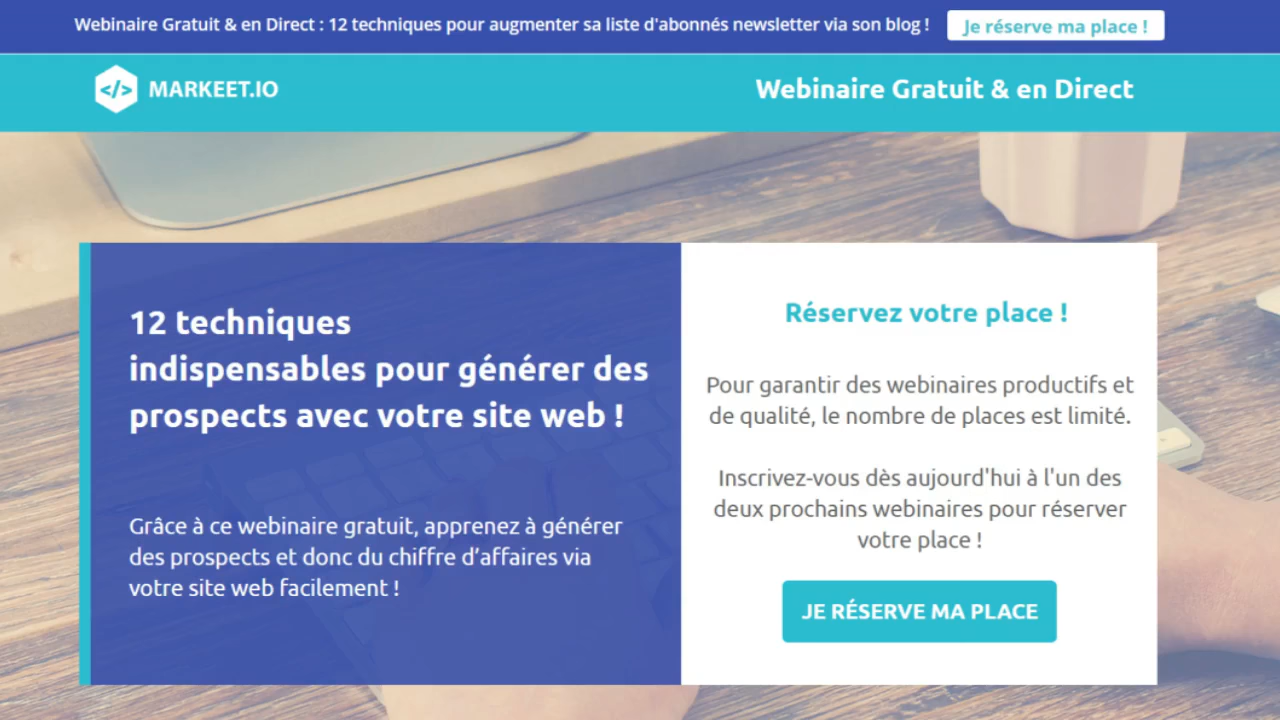 Webinaire Gratuit & en Direct : 12 techniques pour augmenter sa liste d'abonnés newsletter via son blog !
Je réserve ma place !
</> MARKEET.IO
Webinaire Gratuit & en Direct
12 techniques
indispensables pour générer des
prospects avec votre site web !
Grâce à ce webinaire gratuit, apprenez à générer
des prospects et donc du chiffre d’affaires via
votre site web facilement !
Réservez votre place !
Pour garantir des webinaires productifs et
de qualité, le nombre de places est limité.
Inscrivez-vous dès aujourd'hui à l'un des
deux prochains webinaires pour réserver
votre place !
JE RÉSERVE MA PLACE